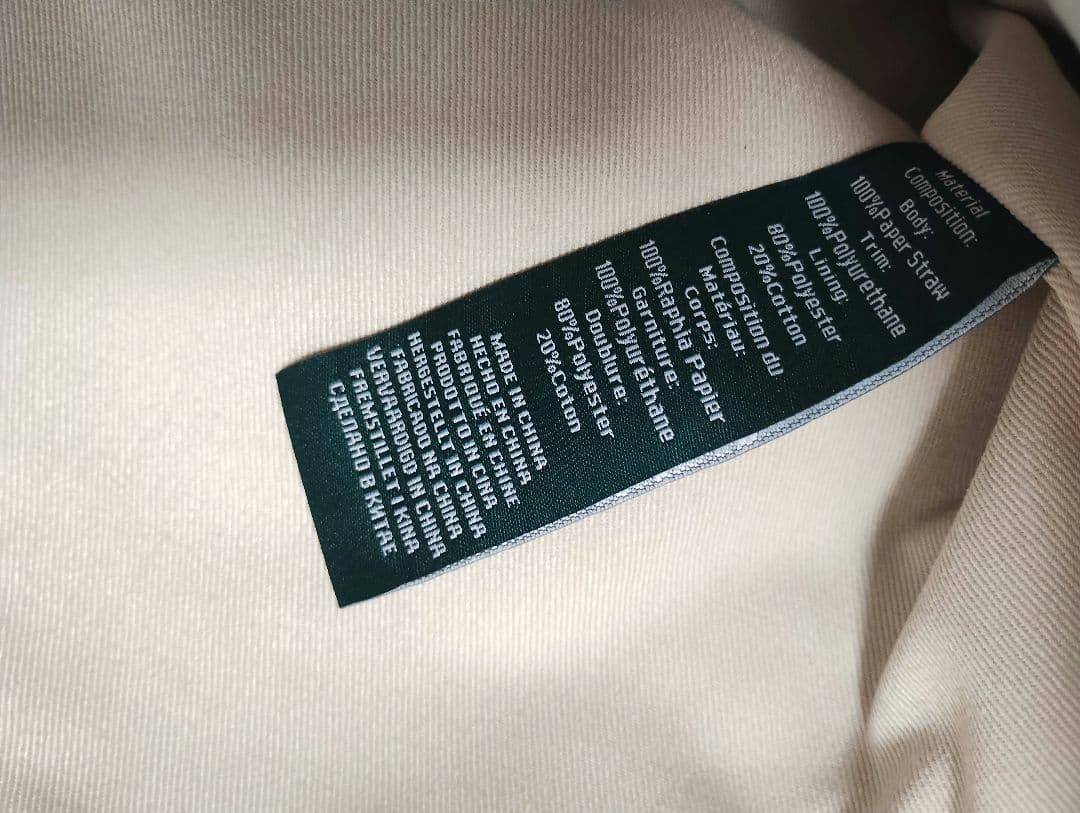 Material
Composition:
Body:
100%Paper Straw
Trim:
100%Polyurethane
Lining:
80%Polyester
20%Cotton
Composition du
Matériau:
Corps:
100%Raphia Papier
Garniture:
100%Polyuréthane
Doublure:
80%Polyester
20%Coton
MADE IN CHINA
HECHO EN CHINA
FABRIQUÉ EN CHINE
PRODOTTO IN CINA
HERGESTELLT IN CHINA
FABRICADO NA CHINA
VERVAARDIGD IN CHINA
FREMSTILLET I KINA
СДЕЛАНО В КИТАЕ